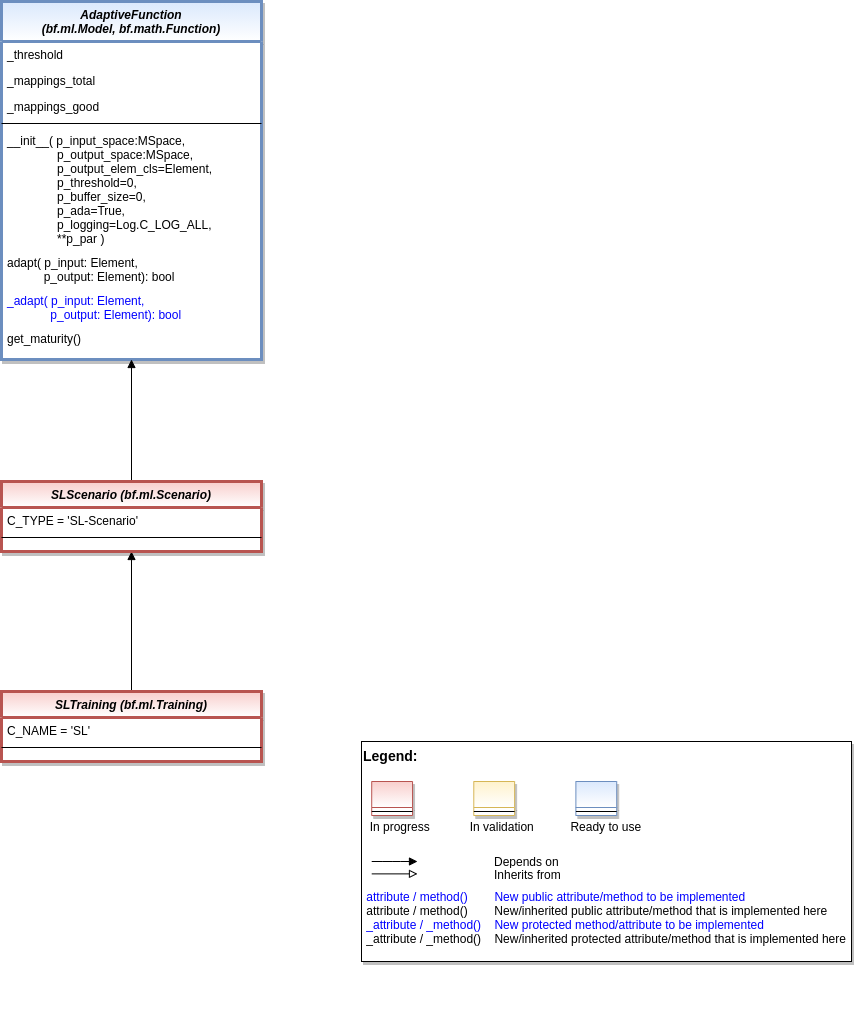 AdaptiveFunction
(bf.ml.Model, bf.math.Function)
_threshold
_mappings_total
_mappings_good
__init__( p_input_space:MSpace,
p_output_space:MSpace,
p_output_elem_cls=Element,
p_threshold=0,
p_buffer_size=0,
p_ada=True,
p_logging=Log.C_LOG_ALL,
**p_par )
adapt( p_input: Element,
p_output: Element): bool
_adapt( p_input: Element,
p_output: Element): bool
get_maturity()
SLScenario (bf.ml.Scenario)
C_TYPE = 'SL-Scenario'
SLTraining (bf.ml.Training)
C_NAME = 'SL'
Legend:
In progress In validation Ready to use
Depends on
Inherits from
attribute / method() New public attribute/method to be implemented
attribute / method() New/inherited public attribute/method that is implemented here
_attribute / _method() New protected method/attribute to be implemented
_attribute / _method() New/inherited protected attribute/method that is implemented here